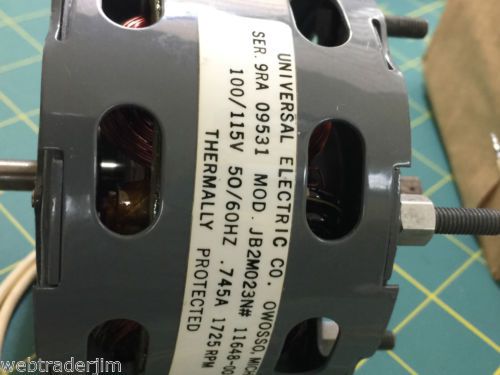 UNIVERSAL ELECTRIC CO. OWOSSO, MICH
SER. 9RA 09531 MOD. JB2M023N# 11648
100/115V 50/60HZ .745A 1725 RPM
THERMALLY PROTECTED
webtraderjim